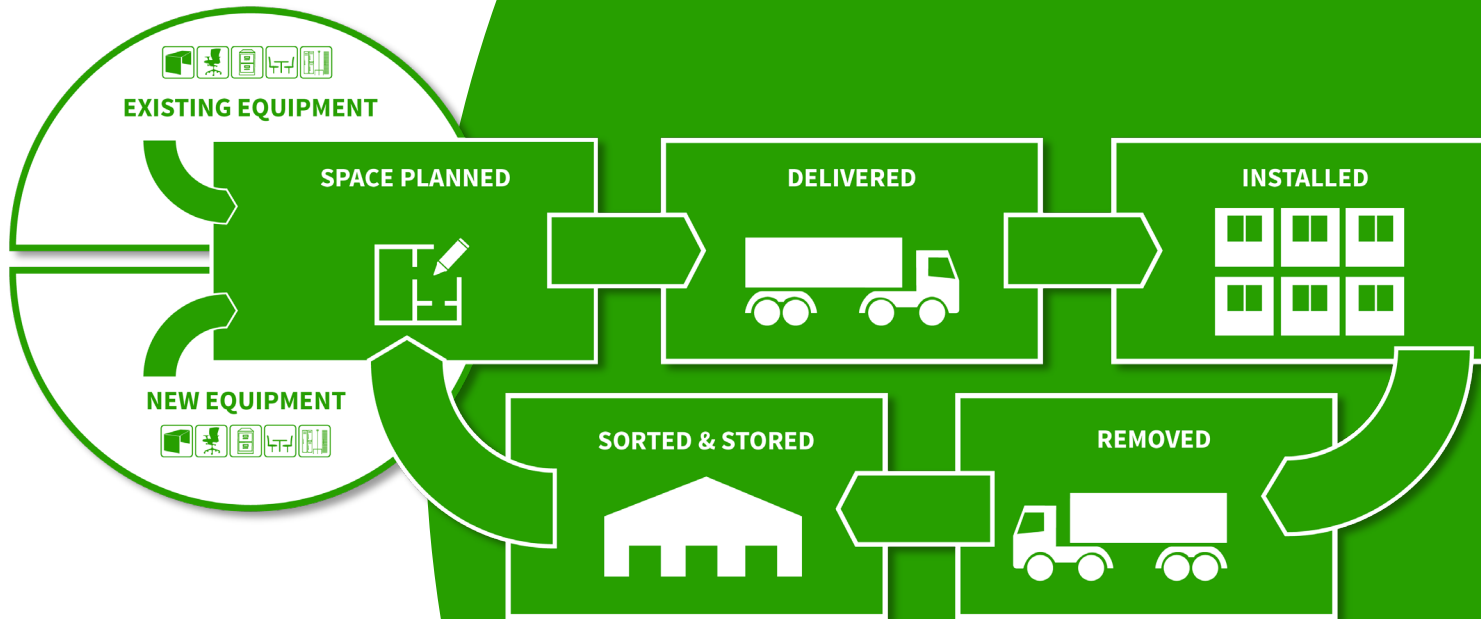 EXISTING EQUIPMENT
SPACE PLANNED
DELIVERED
INSTALLED
NEW EQUIPMENT
SORTED & STORED
REMOVED